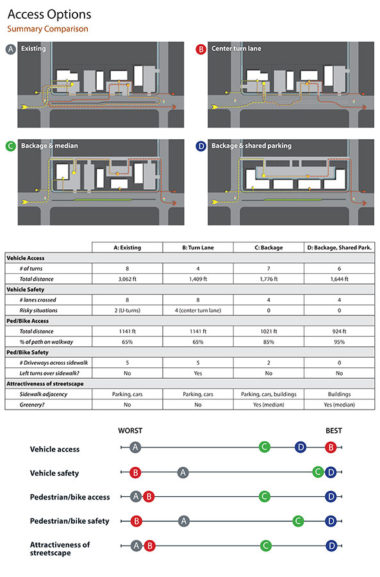 Access Options
Summary Comparison
A Existing
B Center turn lane
C Backage & median
D Backage & shared parking
A: Existing B: Turn Lane C: Backage D: Backage, Shared Park.
Vehicle Access
# of turns 8 4 7 6
Total distance 3,062 ft 1,409 ft 1,776 ft 1,644 ft
Vehicle Safety
# lanes crossed 8 8 4 4
Risky situations 2 (U-turns) 4 (center turn lane) 0 0
Ped/Bike Access
Total distance 1141 ft 1141 ft 1021 ft 924 ft
% of path on walkway 65% 65% 85% 95%
Ped/Bike Safety
# Driveways across sidewalk 5 5 2 0
Left turns over sidewalk? No Yes No No
Attractiveness of streetscape
Sidewalk adjacency Parking, cars Parking, cars Parking, cars, buildings Buildings
Greenery? No No Yes (median) Yes (median)
WORST BEST
Vehicle access A C D B
Vehicle safety B A C D
Pedestrian/bike access A B C D
Pedestrian/bike safety B A C D
Attractiveness of A B C D
streetscape